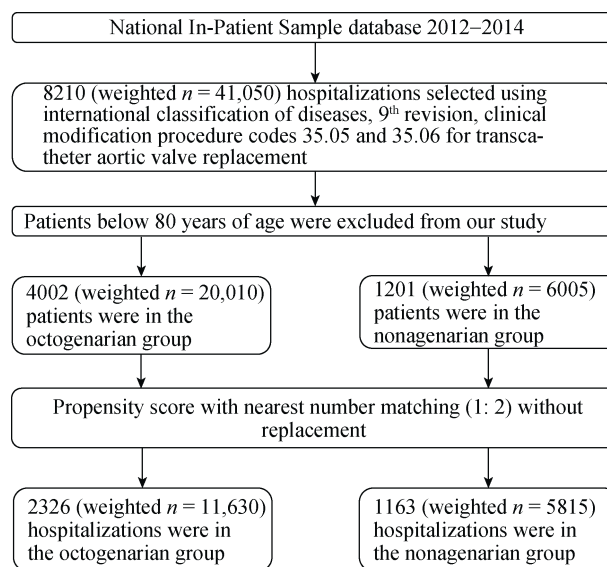 National In-Patient Sample database 2012–2014
8210 (weighted n = 41,050) hospitalizations selected using
international classification of diseases, 9th revision, clinical
modification procedure codes 35.05 and 35.06 for transca-
theter aortic valve replacement
Patients below 80 years of age were excluded from our study
4002 (weighted n = 20,010)
patients were in the
octogenarian group
1201 (weighted n = 6005)
patients were in the
nonagenarian group
Propensity score with nearest number matching (1: 2) without
replacement
2326 (weighted n = 11,630)
hospitalizations were in
the octogenarian group
1163 (weighted n = 5815)
hospitalizations were in
the nonagenarian group